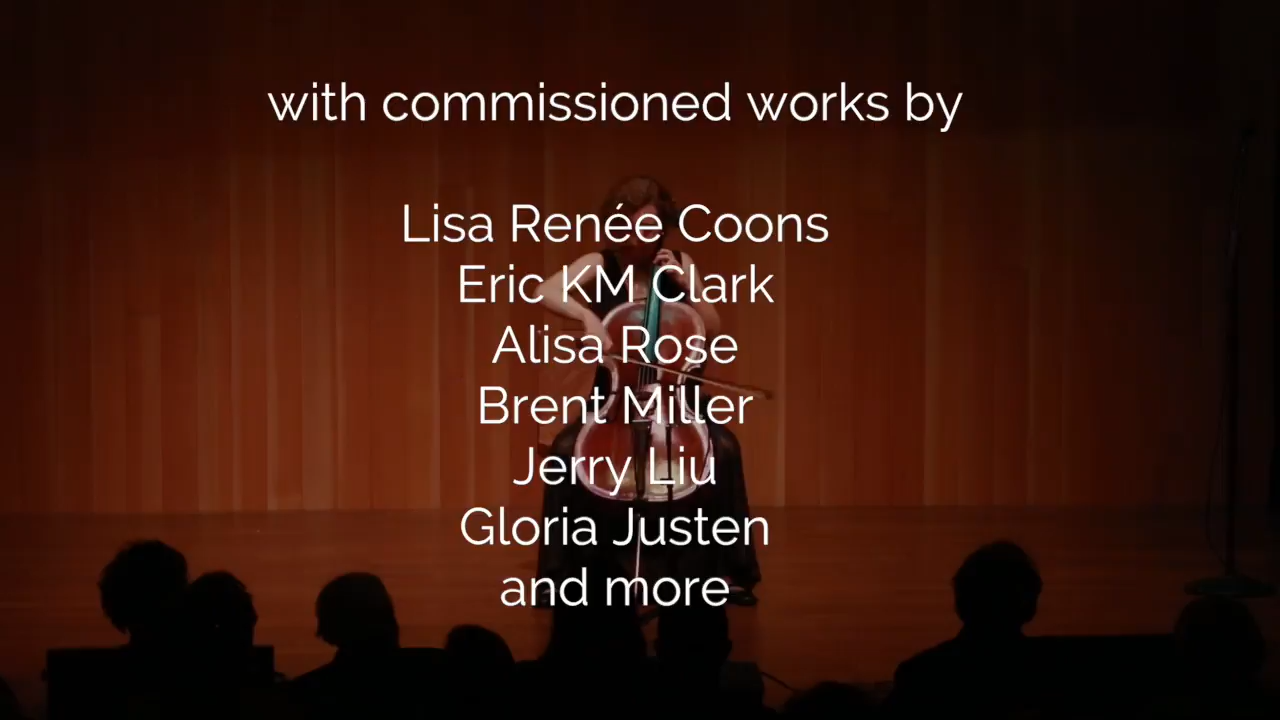 with commissioned works by
Lisa Renée Coons
Eric KM Clark
Alisa Rose
Brent Miller
Jerry Liu
Gloria Justen
and more